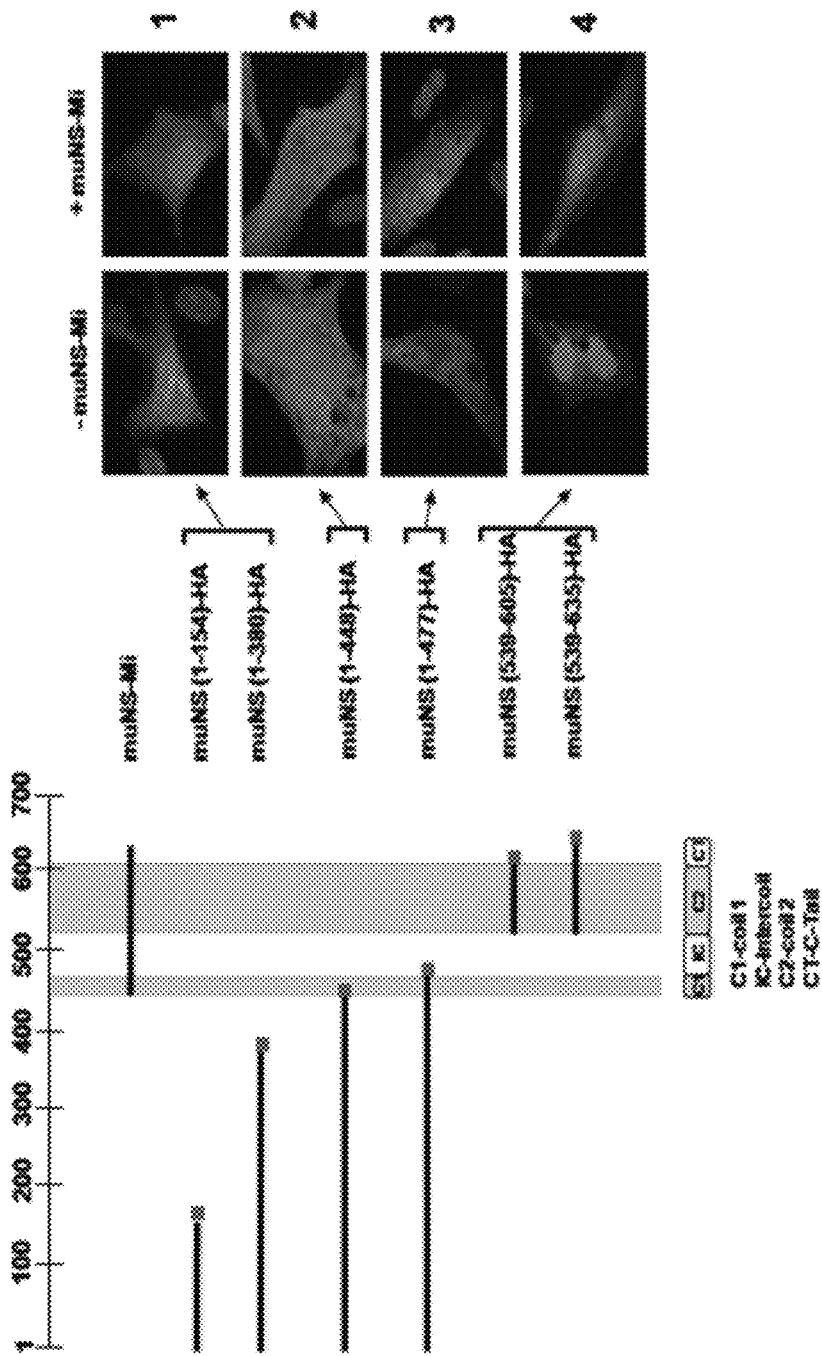 1 100 200 300 400 500 600 700
muNS-Mi
muNS (1-154)-HA
muNS (1-380)-HA
muNS (1-448)-HA
muNS (1-477)-HA
muNS (539-605)-HA
muNS (539-635)-HA
- muNS-Mi
+ muNS-Mi
1
2
3
4
C1 IC C2 CT
C1-coil 1
IC-Intercoil
C2-coil 2
CT-C-Tail